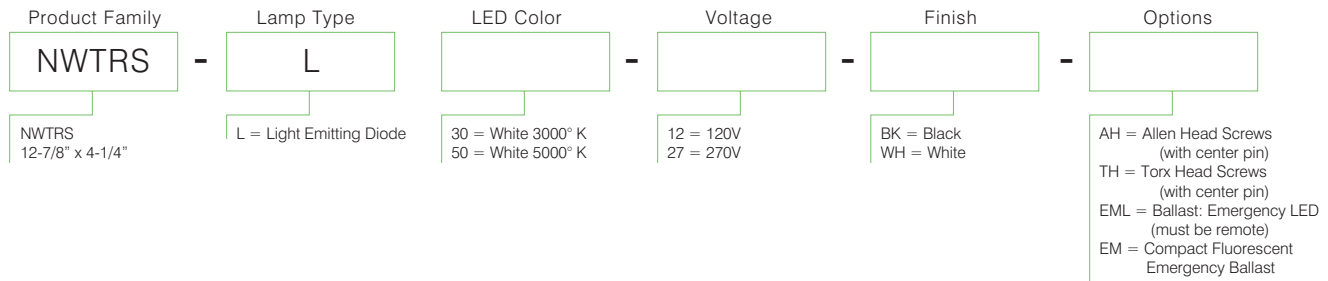 Product Family
Lamp Type
LED Color
Voltage
Finish
Options
NWTRS - L - - -
NWTRS
12-7/8” x 4-1/4”
L = Light Emitting Diode
30 = White 3000° K
50 = White 5000° K
12 = 120V
27 = 270V
BK = Black
WH = White
AH = Allen Head Screws
(with center pin)
TH = Torx Head Screws
(with center pin)
EML = Ballast: Emergency LED
(must be remote)
EM = Compact Fluorescent
Emergency Ballast